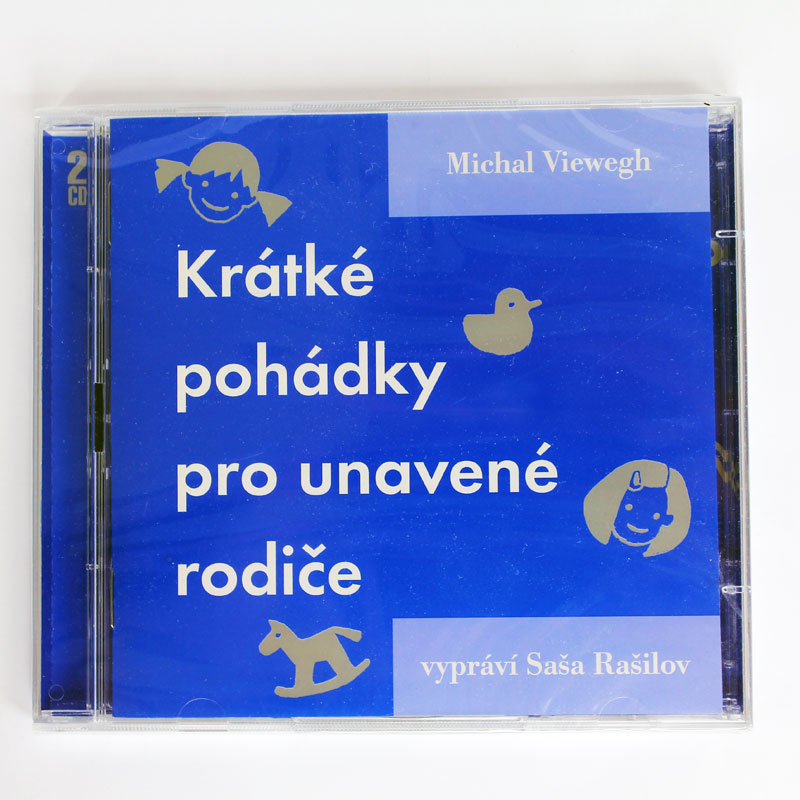 2
CD
Michal Viewegh
Krátké
pohádky
pro unavené
rodiče
vypráví Saša Rašilov